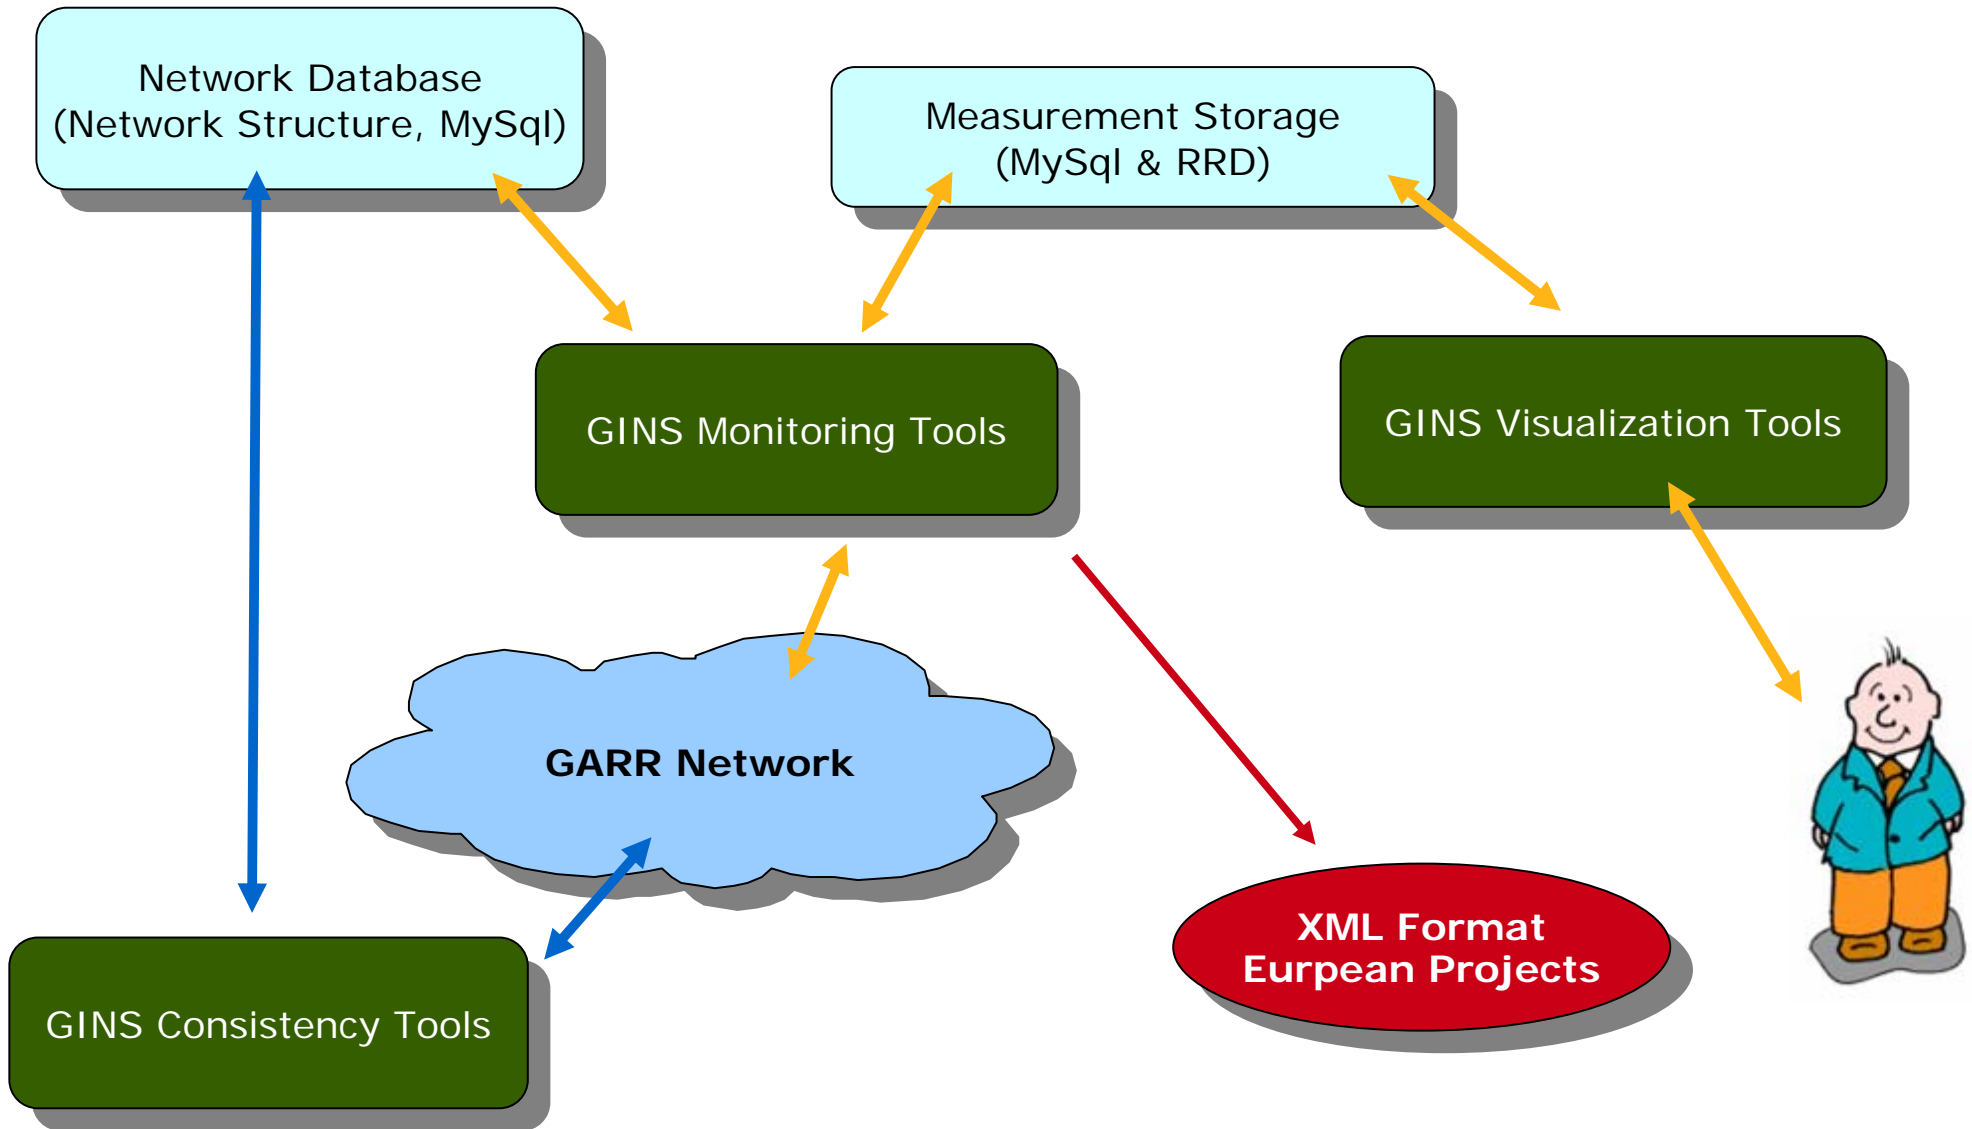 Network Database
(Network Structure, MySql)
Measurement Storage
(MySql & RRD)
GINS Monitoring Tools
GINS Visualization Tools
GARR Network
XML Format
Eurpean Projects
GINS Consistency Tools